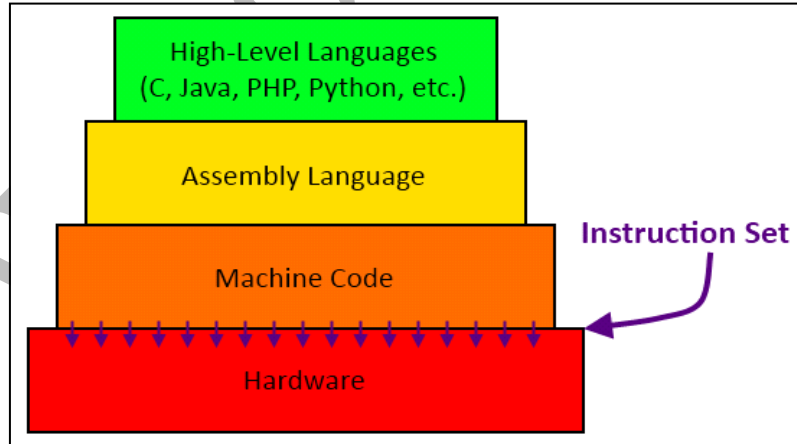 High-Level Languages
(C, Java, PHP, Python, etc.)
Assembly Language
Instruction Set
Machine Code
Hardware